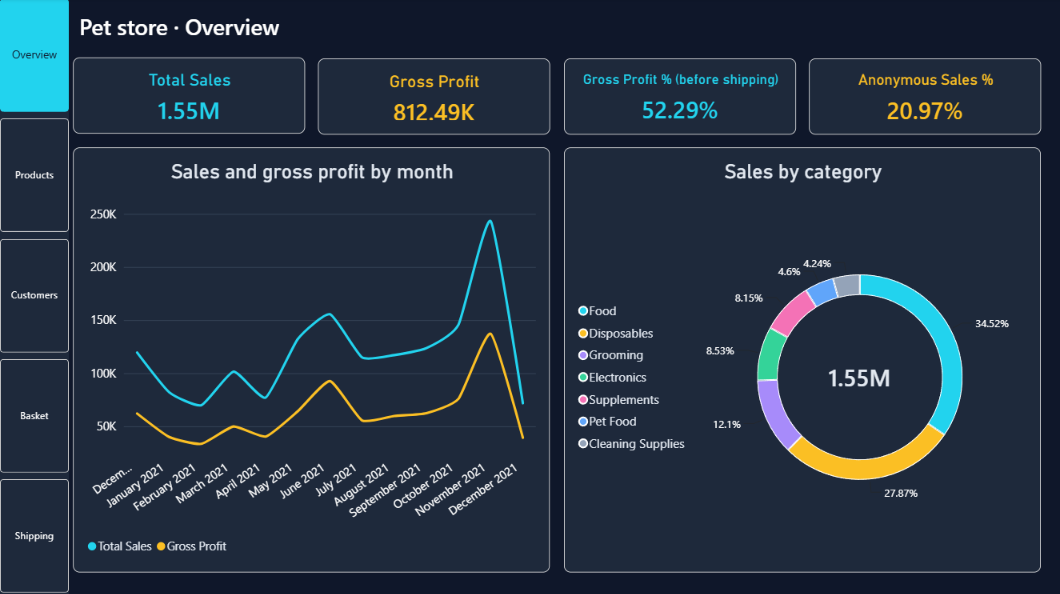 Overview
Products
Customers
Basket
Shipping
Pet store · Overview
Total Sales
1.55M
Gross Profit
812.49K
Gross Profit % (before shipping)
52.29%
Anonymous Sales %
20.97%
Sales and gross profit by month
250K
200K
150K
100K
50K
Decem...
January 2021
February 2021
March 2021
April 2021
May 2021
June 2021
July 2021
August 2021
September 2021
October 2021
November 2021
December 2021
Total Sales
Gross Profit
Sales by category
Food
Disposables
Grooming
Electronics
Supplements
Pet Food
Cleaning Supplies
34.52%
27.87%
12.1%
8.53%
8.15%
4.6%
4.24%
1.55M